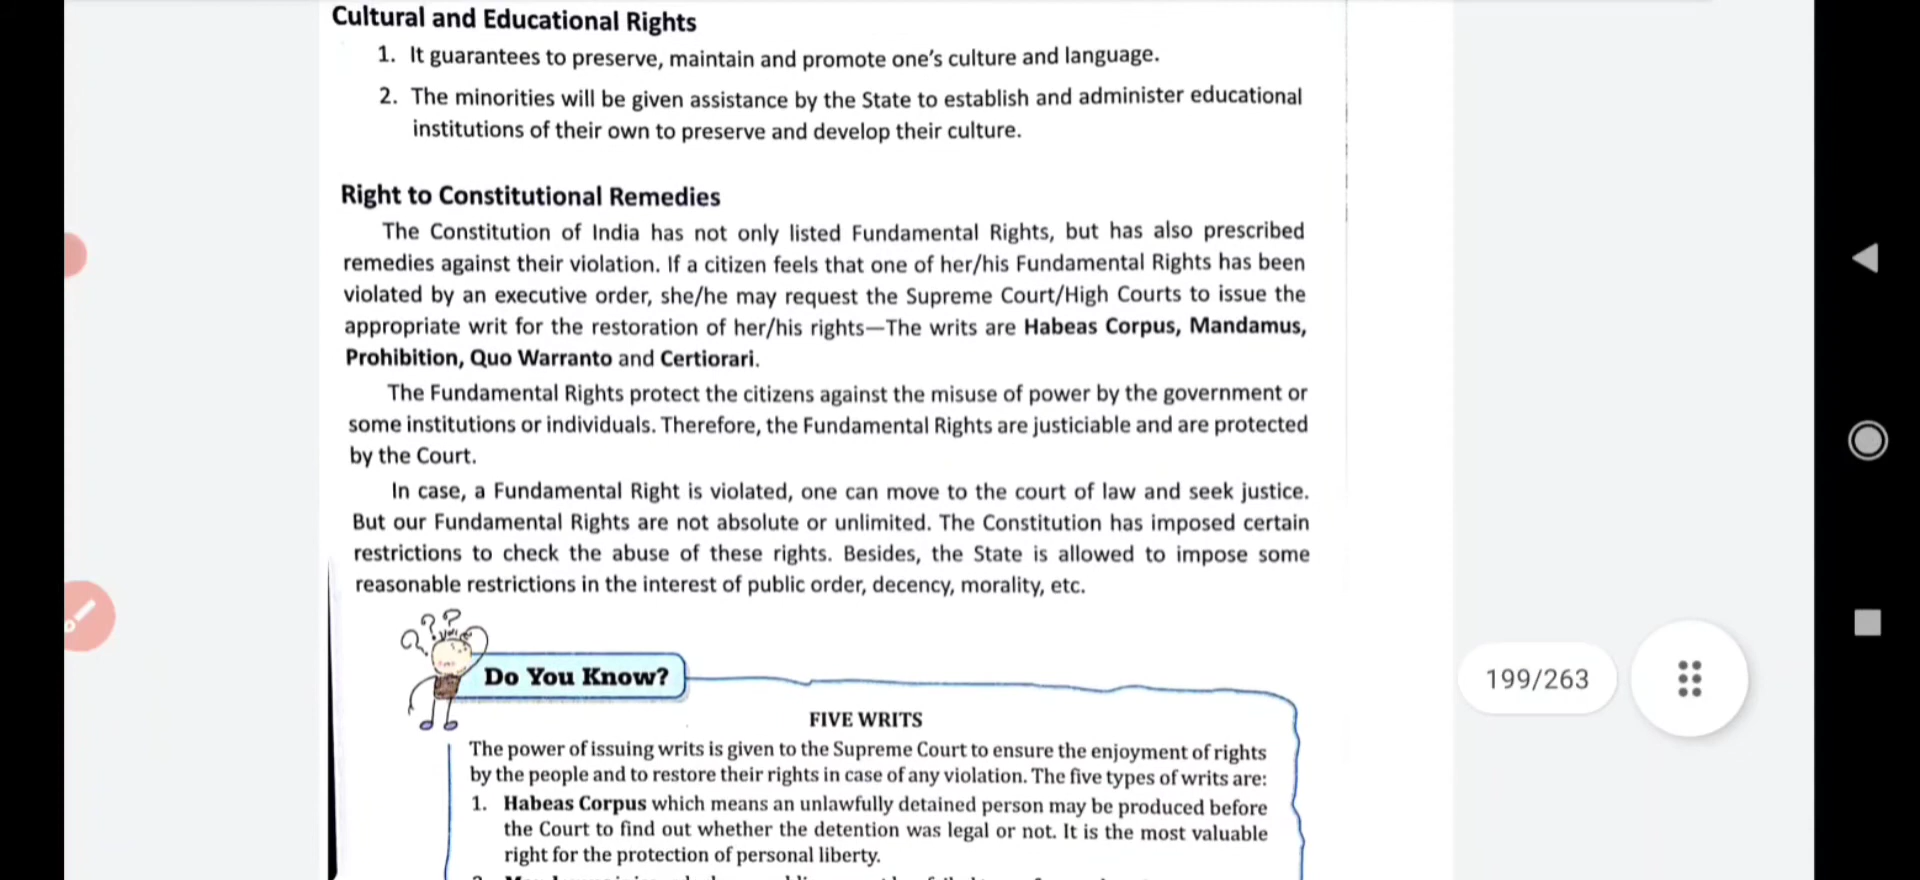 Cultural and Educational Rights
1. It guarantees to preserve, maintain and promote one's culture and language.
2. The minorities will be given assistance by the State to establish and administer educational
institutions of their own to preserve and develop their culture.
Right to Constitutional Remedies
The Constitution of India has not only listed Fundamental Rights, but has also prescribed
remedies against their violation. If a citizen feels that one of her/his Fundamental Rights has been
violated by an executive order, she/he may request the Supreme Court/High Courts to issue the
appropriate writ for the restoration of her/his rights—The writs are Habeas Corpus, Mandamus,
Prohibition, Quo Warranto and Certiorari.
The Fundamental Rights protect the citizens against the misuse of power by the government or
some institutions or individuals. Therefore, the Fundamental Rights are justiciable and are protected
by the Court.
In case, a Fundamental Right is violated, one can move to the court of law and seek justice.
But our Fundamental Rights are not absolute or unlimited. The Constitution has imposed certain
restrictions to check the abuse of these rights. Besides, the State is allowed to impose some
reasonable restrictions in the interest of public order, decency, morality, etc.
???
Do You Know?
199/263
FIVE WRITS
The power of issuing writs is given to the Supreme Court to ensure the enjoyment of rights
by the people and to restore their rights in case of any violation. The five types of writs are:
1. Habeas Corpus which means an unlawfully detained person may be produced before
the Court to find out whether the detention was legal or not. It is the most valuable
right for the protection of personal liberty.